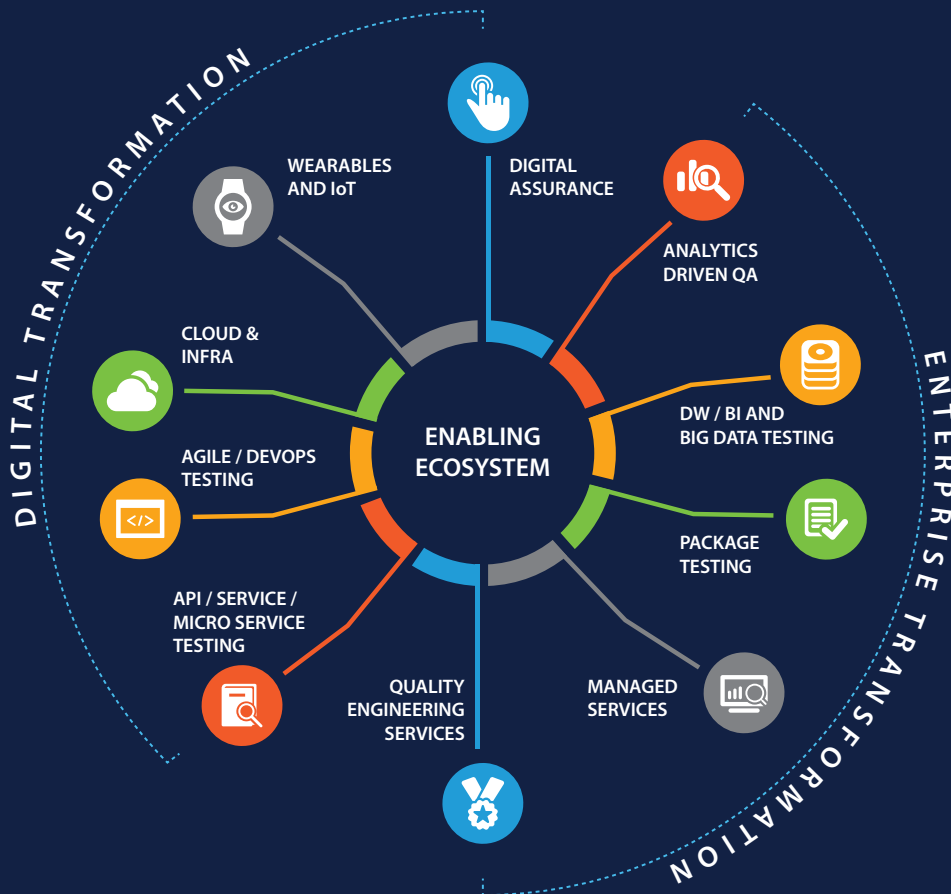 DIGITAL TRANSFORMATION
WEARABLES
AND IoT
DIGITAL
ASSURANCE
ANALYTICS
DRIVEN QA
CLOUD &
INFRA
DW / BI AND
BIG DATA TESTING
ENABLING
ECOSYSTEM
AGILE / DEVOPS
TESTING
PACKAGE
TESTING
API / SERVICE /
MICRO SERVICE
TESTING
QUALITY
ENGINEERING
SERVICES
MANAGED
SERVICES
ENTERPRISE TRANSFORMATION
</>